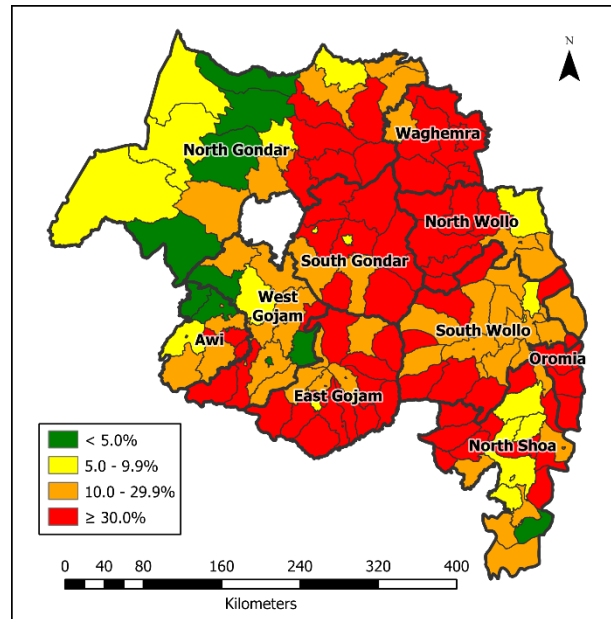 N
Waghemra
North Gondar
North Wollo
South Gondar
West
Gojam
South Wollo
Awi
Oromia
East Gojam
North Shoa
< 5.0%
5.0 - 9.9%
10.0 - 29.9%
≥ 30.0%
0 40 80 160 240 320 400
Kilometers